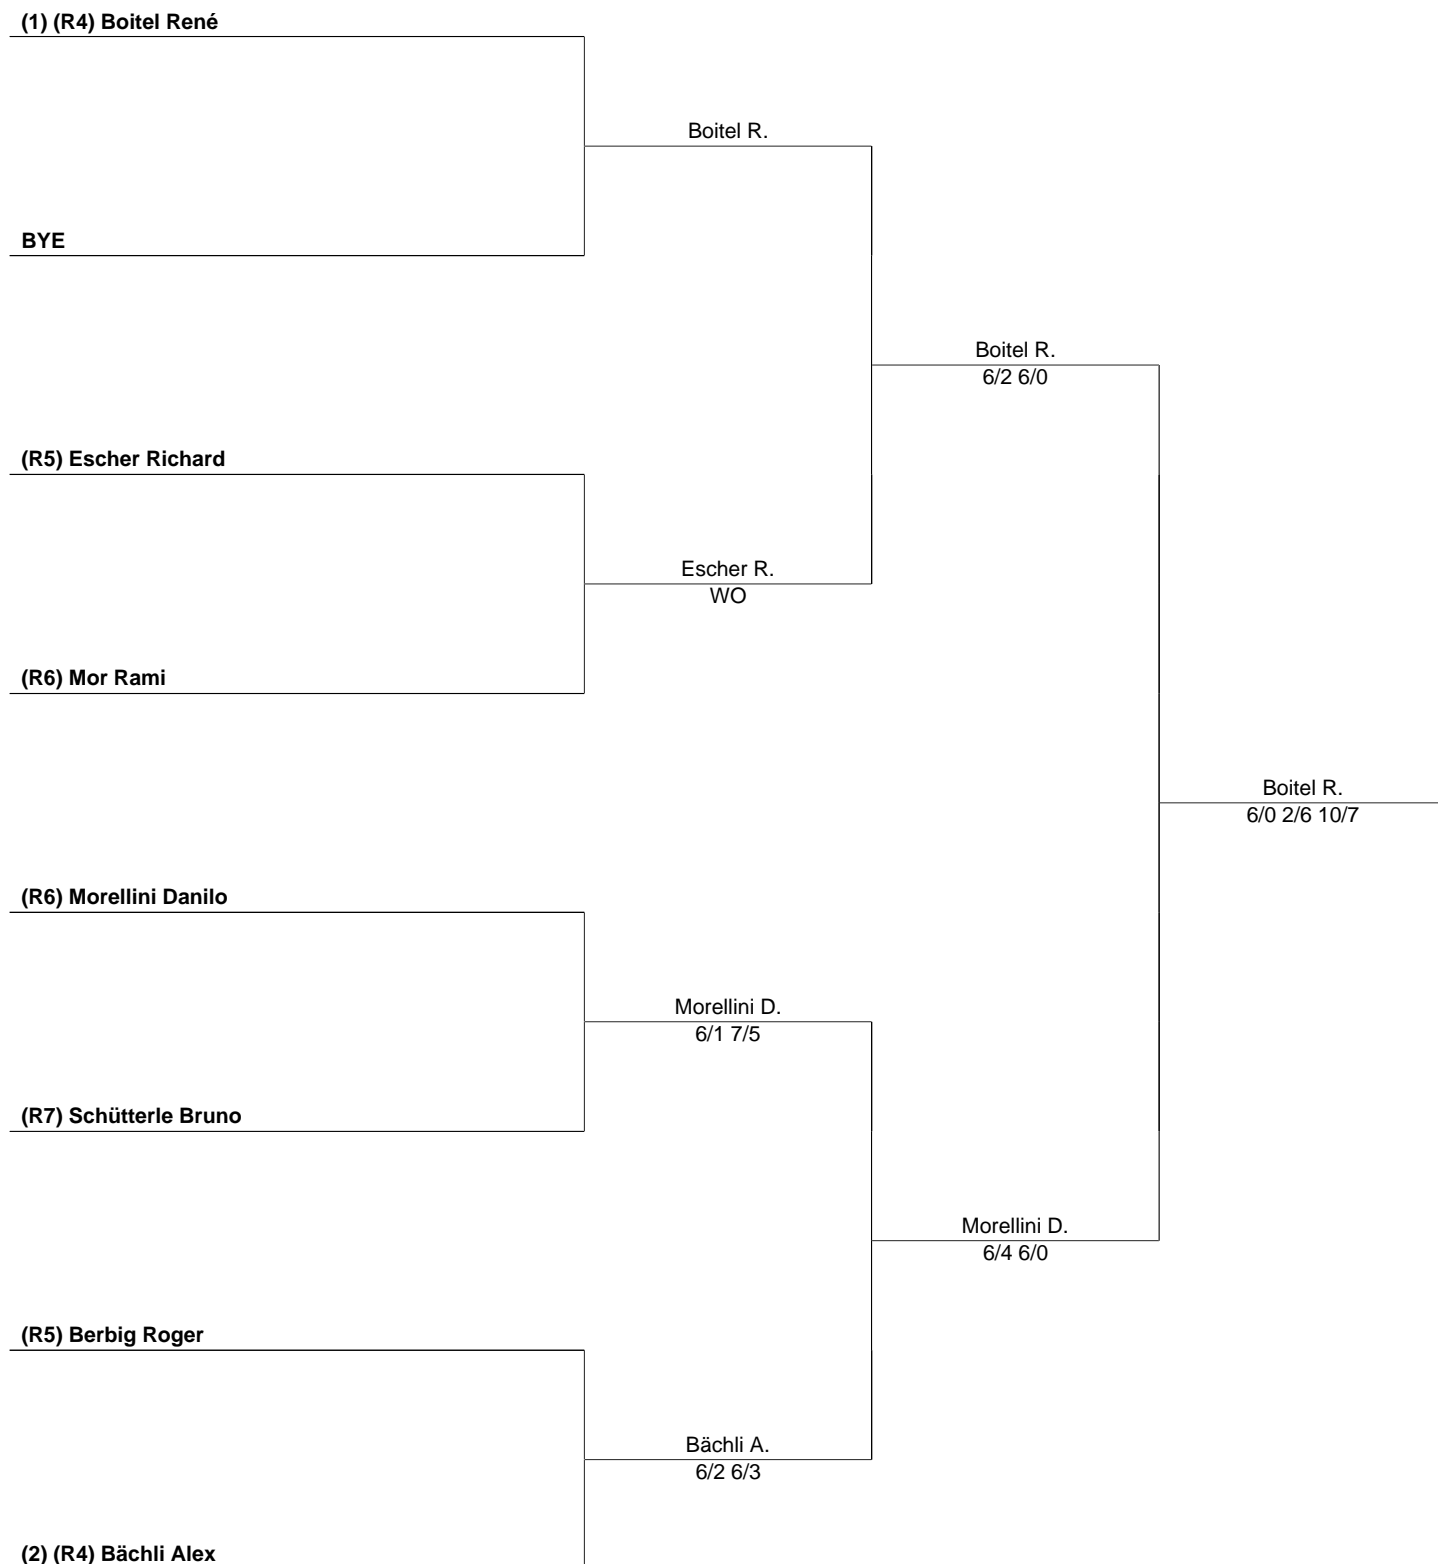 (1) (R4) Boitel René
Boitel R.
BYE
Boitel R.
6/2 6/0
(R5) Escher Richard
Escher R.
WO
(R6) Mor Rami
Boitel R.
6/0 2/6 10/7
(R6) Morellini Danilo
Morellini D.
6/1 7/5
(R7) Schütterle Bruno
Morellini D.
6/4 6/0
(R5) Berbig Roger
Bächli A.
6/2 6/3
(2) (R4) Bächli Alex